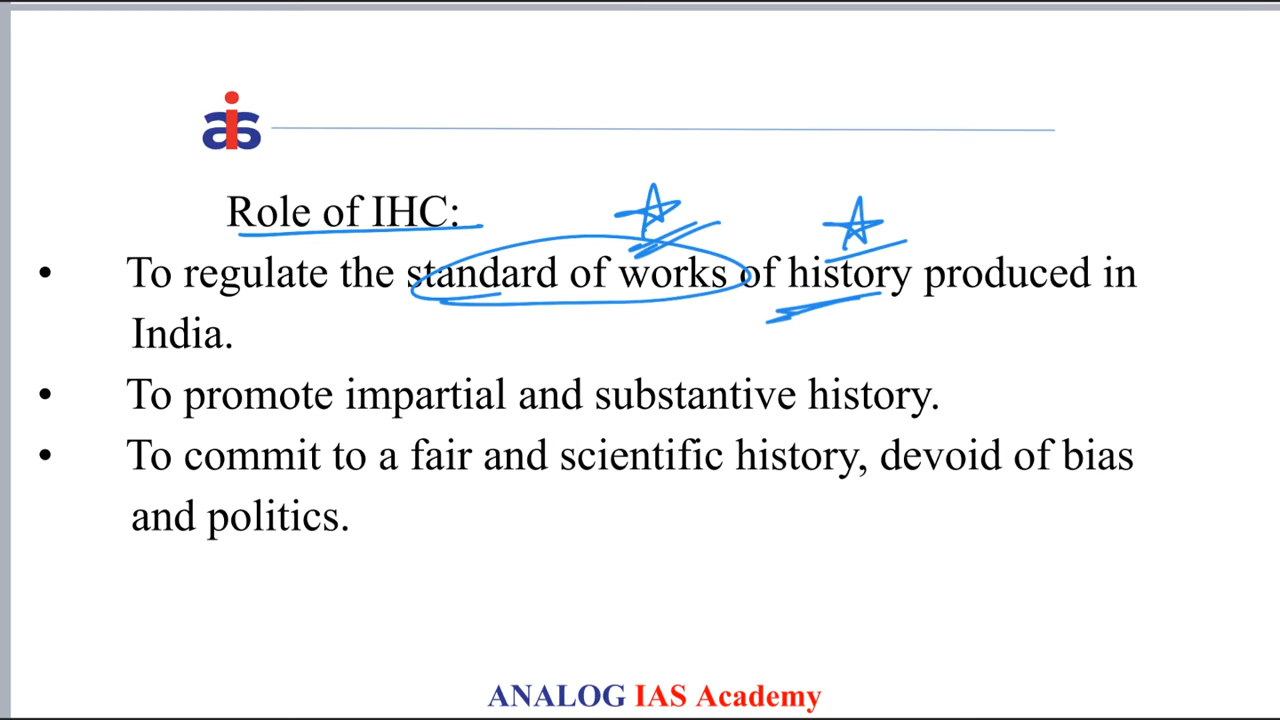 ais
Role of IHC:
• To regulate the standard of works of history produced in
India.
• To promote impartial and substantive history.
• To commit to a fair and scientific history, devoid of bias
and politics.
ANALOG IAS Academy